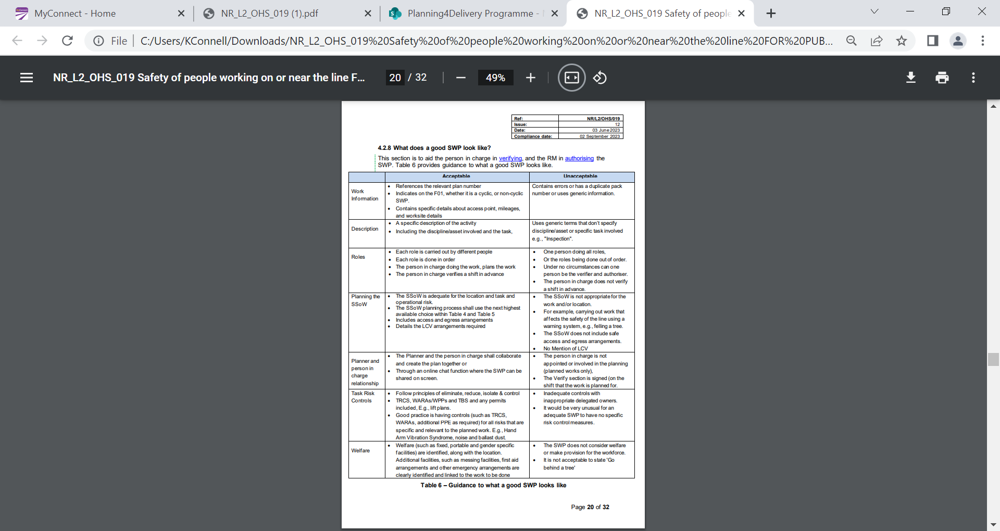 MyConnect - Home
NR_L2_OHS_019 (1).pdf
Planning4Delivery Programme -
NR_L2_OHS_019 Safety of people
File
C:/Users/KConnell/Downloads/NR_L2_OHS_019%20Safety%20of%20people%20working%20on%20or%20near%20the%20line%20FOR%20PUB...
NR_L2_OHS_019 Safety of people working on or near the line F...
20 / 32
49%
Ref: NR/L2/OHS/019
Issue: 12
Date: 03 June 2023
Compliance date: 02 September 2023
4.2.8 What does a good SWP look like?
This section is to aid the person in charge in verifying, and the RM in authorising the
SWP. Table 6 provides guidance to what a good SWP looks like.
Acceptable
Unacceptable
Work
Information
• References the relevant plan number
• Indicates on the F01, whether it is a cyclic, or non-cyclic
SWP.
• Contains specific details about access point, mileages,
and worksite details
Contains errors or has a duplicate pack
number or uses generic information.
Description
• A specific description of the activity
• Including the discipline/asset involved and the task,
Uses generic terms that don't specify
discipline/asset or specific task involved
e.g., "Inspection".
Roles
• Each role is carried out by different people
• Each role is done in order
• The person in charge doing the work, plans the work
• The person in charge verifies a shift in advance
• One person doing all roles,
• Or the roles being done out of order.
• Under no circumstances can one
person be the verifier and authoriser.
• The person in charge does not verify
a shift in advance.
Planning the
SSoW
• The SSoW is adequate for the location and task and
operational risk.
• The SSoW planning process shall use the next highest
available choice within Table 4 and Table 5
• Includes access and egress arrangements
• Details the LCV arrangements required
• The SSoW is not appropriate for the
work and/or location.
• For example, carrying out work that
affects the safety of the line using a
warning system, e.g., felling a tree.
• The SSoW does not include safe
access and egress arrangements.
• No Mention of LCV
Planner and
person in
charge
relationship
• The Planner and the person in charge shall collaborate
and create the plan together or
• Through an online chat function where the SWP can be
shared on screen.
• The person in charge is not
appointed or involved in the planning
(planned works only),
• The Verify section is signed (on the
shift that the work is planned for.
Task Risk
Controls
• Follow principles of eliminate, reduce, isolate & control
• TRCS, WARAs/WPPs and TBS and any permits
included, E.g., lift plans.
• Good practice is having controls (such as TRCS,
WARAs, additional PPE as required) for all risks that are
specific and relevant to the planned work. E.g., Hand
Arm Vibration Syndrome, noise and ballast dust.
• Inadequate controls with
inappropriate delegated owners.
• It would be very unusual for an
adequate SWP to have no specific
risk control measures.
Welfare
• Welfare (such as fixed, portable and gender specific
facilities) are identified, along with the location.
Additional facilities, such as messing facilities, first aid
arrangements and other emergency arrangements are
clearly identified and linked to the work to be done
• The SWP does not consider welfare
or make provision for the workforce.
• It is not acceptable to state 'Go
behind a tree'
Table 6 – Guidance to what a good SWP looks like
Page 20 of 32